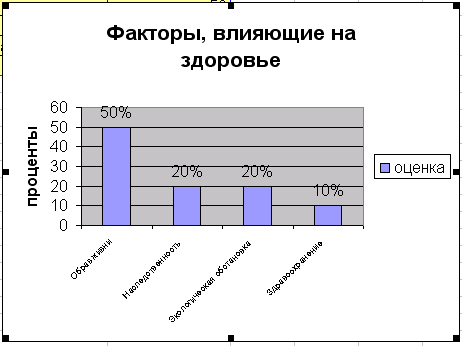 Факторы, влияющие на
здоровье
проценты
60
50
40
30
20
10
0
50%
20%
20%
10%
Образ жизни
Наследственность
Экологическая обстановка
Здравоохранение
оценка